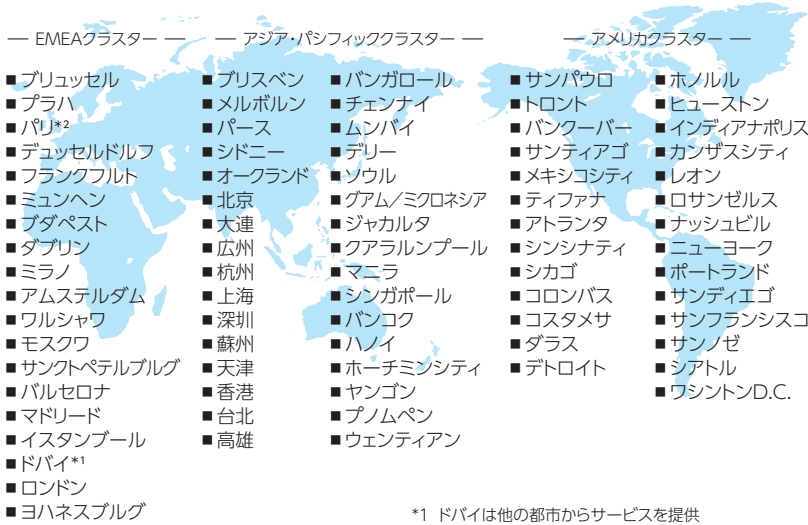 ― EMEAクラスター ―
■ブリュッセル
■プラハ
■パリ*2
■デュッセルドルフ
■フランクフルト
■ミュンヘン
■ブダペスト
■ダブリン
■ミラノ
■アムステルダム
■ワルシャワ
■モスクワ
■サンクトペテルブルグ
■バルセロナ
■マドリード
■イスタンブール
■ドバイ*1
■ロンドン
■ヨハネスブルグ
― アジア・パシフィッククラスター ―
■ブリスベン
■メルボルン
■パース
■シドニー
■オークランド
■北京
■大連
■広州
■杭州
■上海
■深圳
■蘇州
■天津
■香港
■台北
■高雄
■バンガロール
■チェンナイ
■ムンバイ
■デリー
■ソウル
■グアム／ミクロネシア
■ジャカルタ
■クアラルンプール
■マニラ
■シンガポール
■バンコク
■ハノイ
■ホーチミンシティ
■ヤンゴン
■プノムペン
■ウェンティアン
― アメリカクラスター ―
■サンパウロ
■トロント
■バンクーバー
■サンティアゴ
■メキシコシティ
■ティファナ
■アトランタ
■シンシナティ
■シカゴ
■コロンバス
■コスタメサ
■ダラス
■デトロイト
■ホノルル
■ヒューストン
■インディアナポリス
■カンザスシティ
■レオン
■ロサンゼルス
■ナッシュビル
■ニューヨーク
■ポートランド
■サンディエゴ
■サンフランシスコ
■サンノゼ
■シアトル
■ワシントンD.C.
*1 ドバイは他の都市からサービスを提供